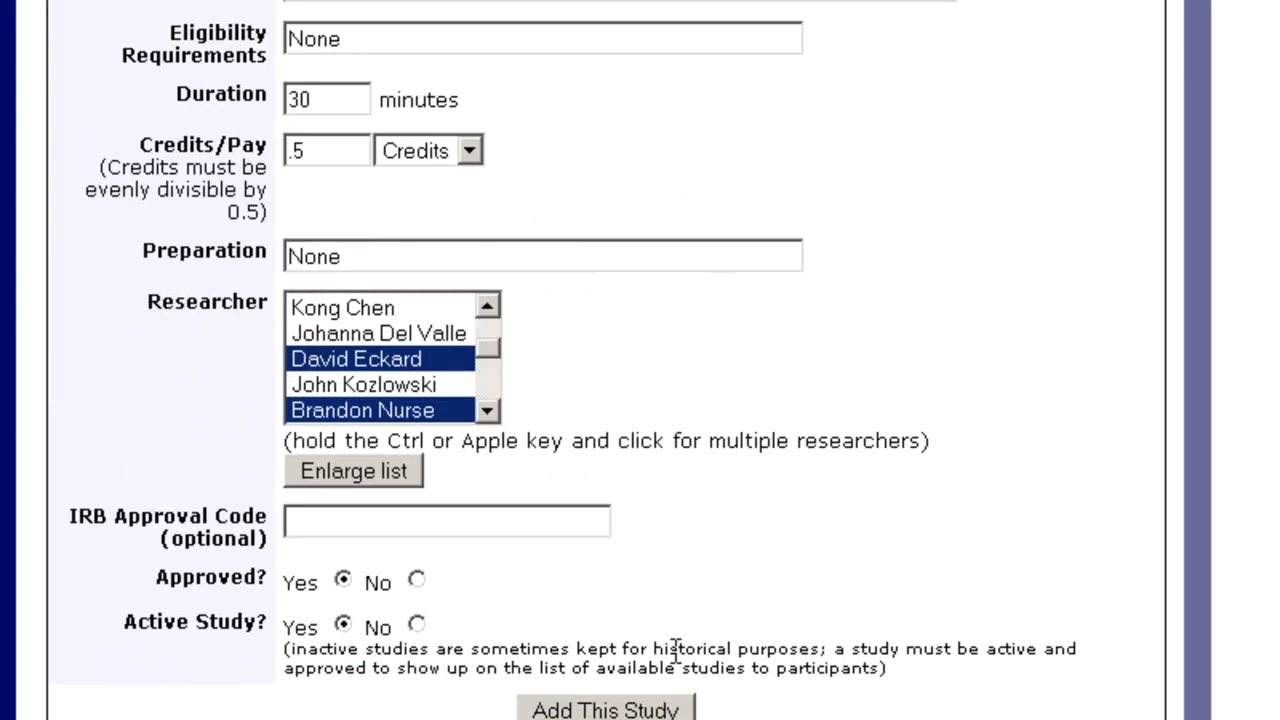 Eligibility
Requirements
None
Duration
30 minutes
Credits/Pay
(Credits must be
evenly divisible by
0.5)
.5 Credits
Preparation
None
Researcher
Kong Chen
Johanna Del Valle
David Eckard
John Kozlowski
Brandon Nurse
(hold the Ctrl or Apple key and click for multiple researchers)
Enlarge list
IRB Approval Code
(optional)
Approved?
Yes No
Active Study?
Yes No
(inactive studies are sometimes kept for historical purposes; a study must be active and
approved to show up on the list of available studies to participants)
Add This Study